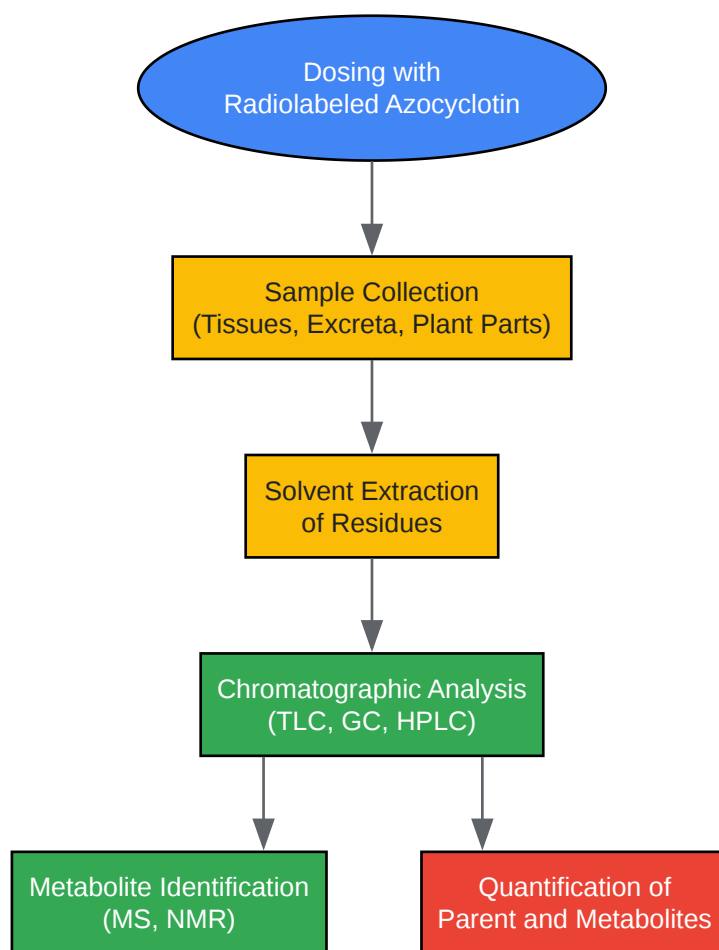 Dosing with
Radiolabeled Azocyclotin
Sample Collection
(Tissues, Excreta, Plant Parts)
Solvent Extraction
of Residues
Chromatographic Analysis
(TLC, GC, HPLC)
Metabolite Identification
(MS, NMR)
Quantification of
Parent and Metabolites